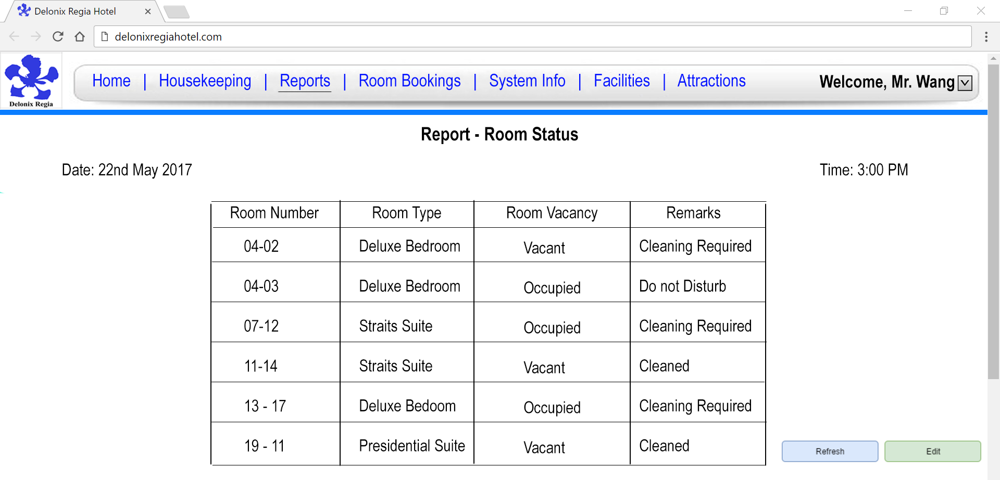 Delonix Regia Hotel
delonixregiahotel.com
Delonix Regia
Home | Housekeeping | Reports | Room Bookings | System Info | Facilities | Attractions
Welcome, Mr. Wang
Report - Room Status
Date: 22nd May 2017 Time: 3:00 PM
Room Number Room Type Room Vacancy Remarks
04-02 Deluxe Bedroom Vacant Cleaning Required
04-03 Deluxe Bedroom Occupied Do not Disturb
07-12 Straits Suite Occupied Cleaning Required
11-14 Straits Suite Vacant Cleaned
13 - 17 Deluxe Bedoom Occupied Cleaning Required
19 - 11 Presidential Suite Vacant Cleaned
Refresh Edit